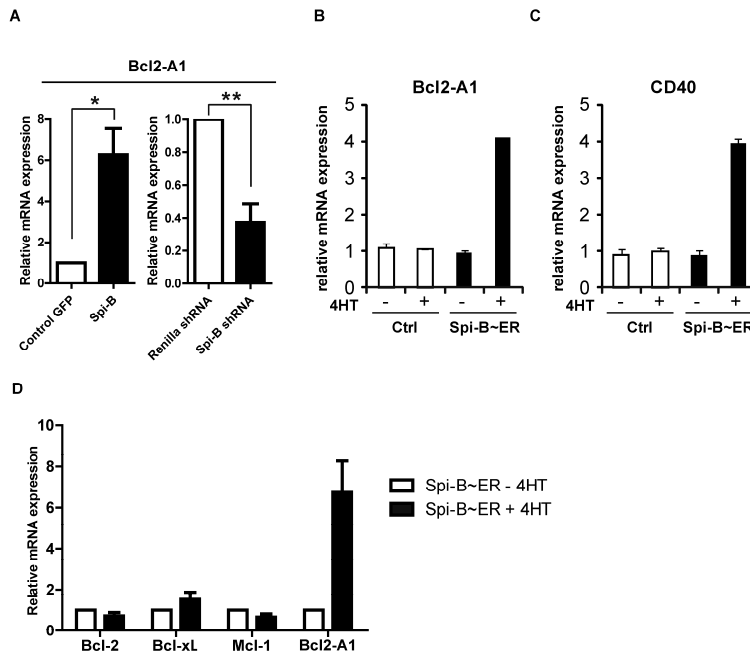 A
Bcl2-A1
Relative mRNA expression
8
6
4
2
0
*
Control GFP
Spi-B
Relative mRNA expression
1.0
0.8
0.6
0.4
0.2
0.0
**
Renilla shRNA
Spi-B shRNA
B
Bcl2-A1
relative mRNA expression
5
4
3
2
1
0
4HT - + - +
Ctrl Spi-B~ER
C
CD40
relative mRNA expression
5
4
3
2
1
0
4HT - + - +
Ctrl Spi-B~ER
D
Relative mRNA expression
10
8
6
4
2
0
Bcl-2 Bcl-xL Mcl-1 Bcl2-A1
Spi-B~ER - 4HT
Spi-B~ER + 4HT